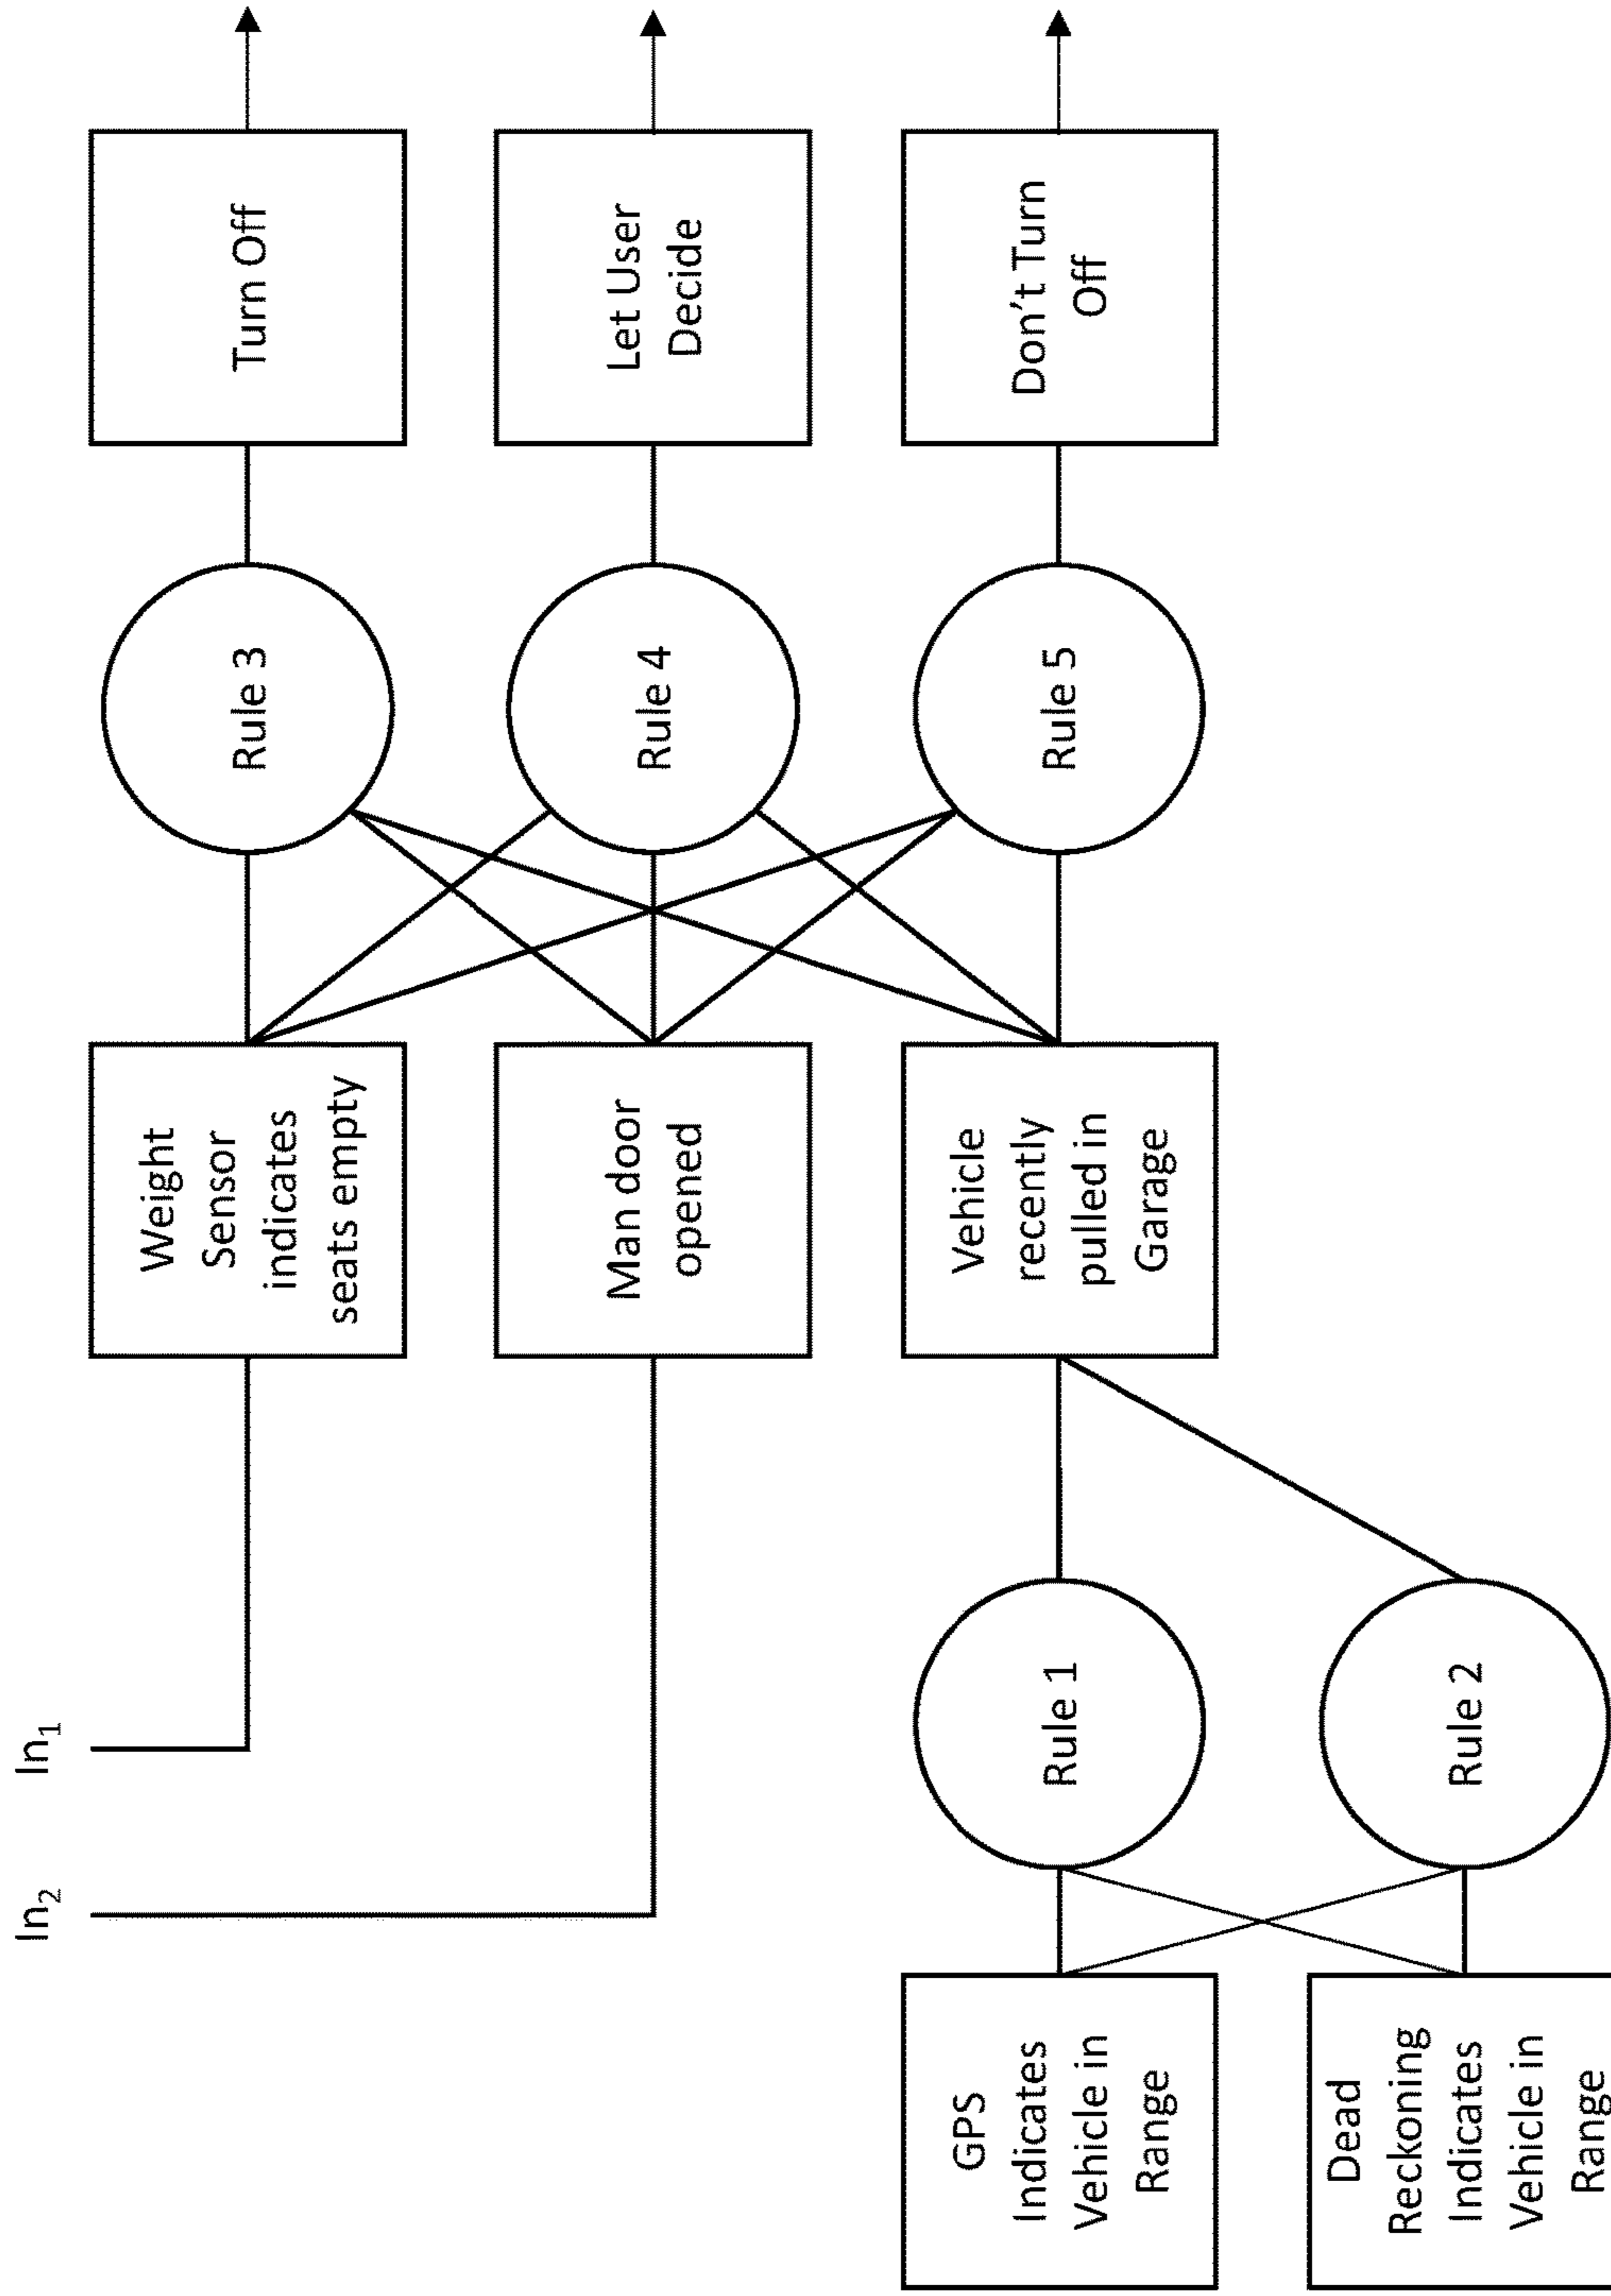 In₂
In₁
GPS
Indicates
Vehicle in
Range
Dead
Reckoning
Indicates
Vehicle in
Range
Rule 1
Rule 2
Weight
Sensor
indicates
seats empty
Man door
opened
Vehicle
recently
pulled in
Garage
Rule 3
Rule 4
Rule 5
Turn Off
Let User
Decide
Don't Turn
Off